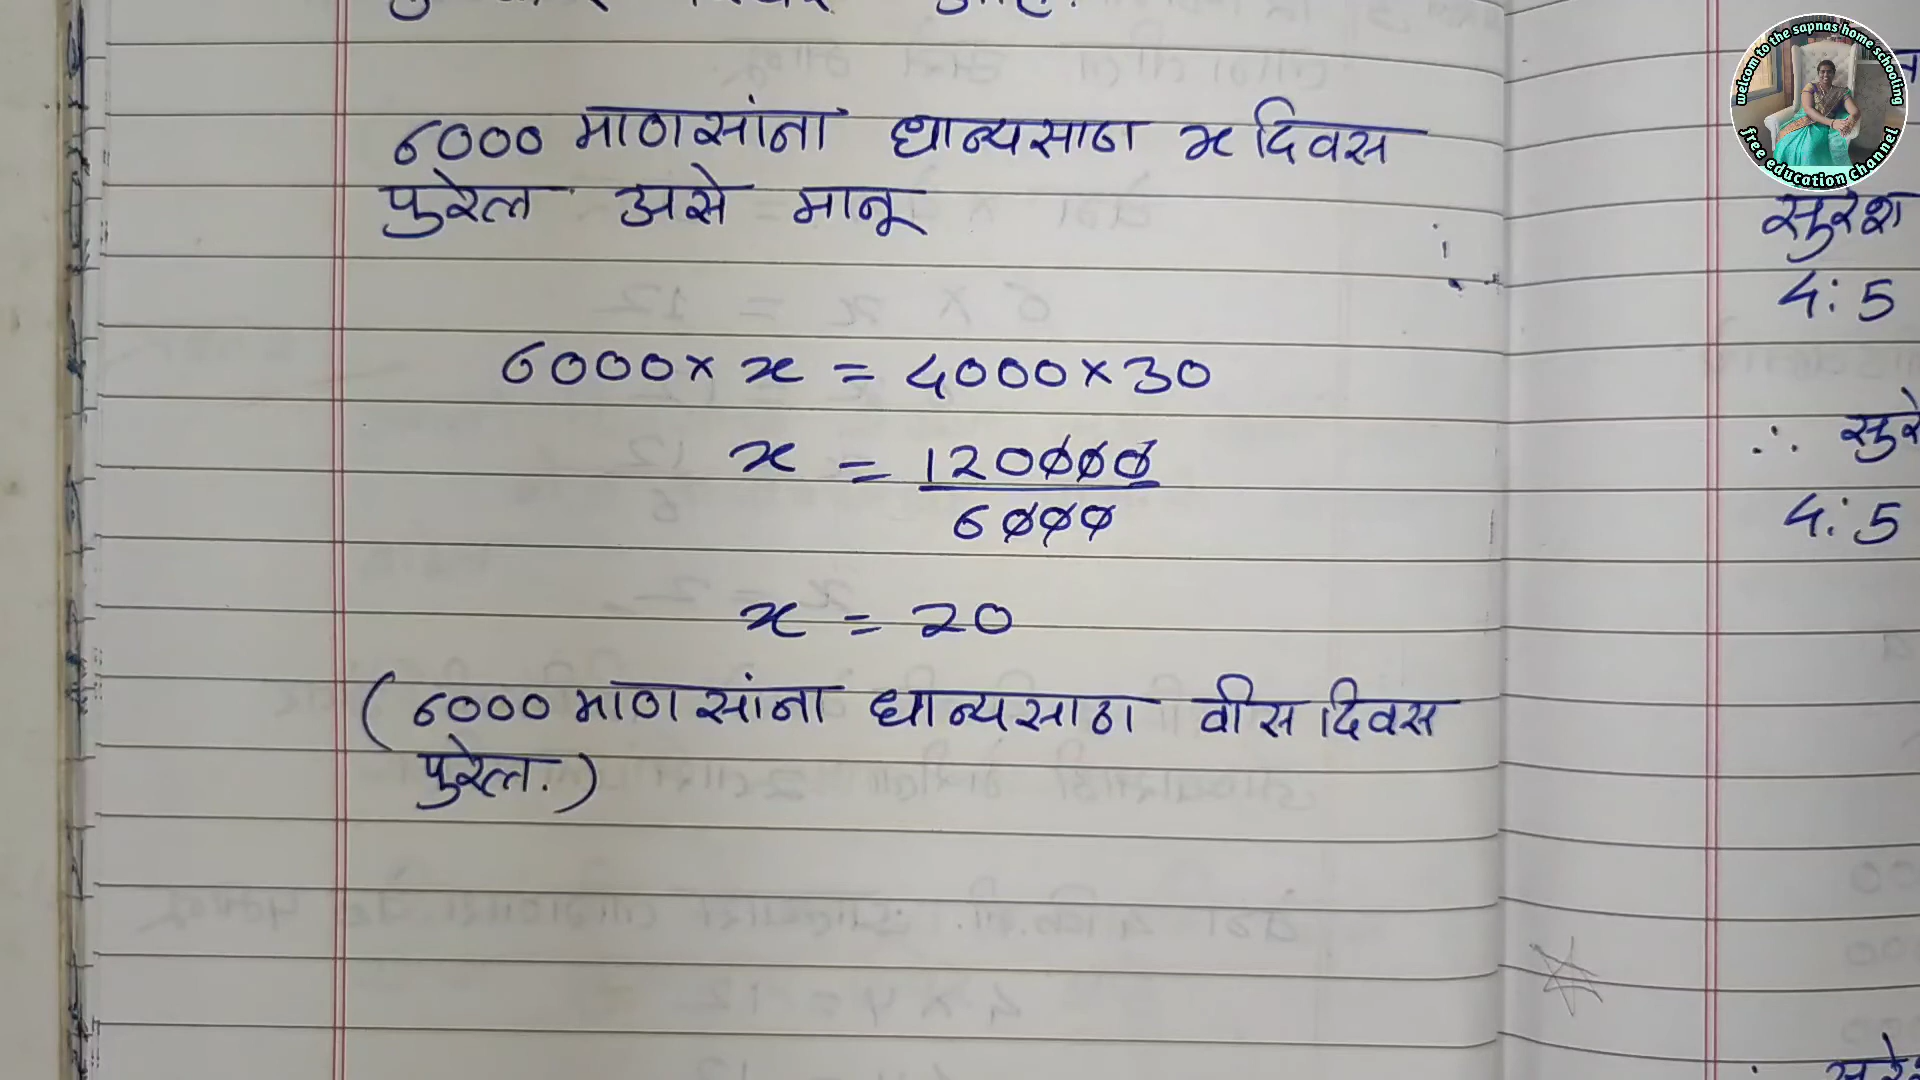 6000 माणसांना धान्यसाठा x दिवस
पुरेल असे मानू
6000 × x = 4000 × 30
x = 120000
6000
x = 20
( 6000 माणसांना धान्यसाठा वीस दिवस
पुरेल. )
सुरेश
4:5
∴ सुरे
4:5
welcom to the sapnas home schooling
free education channel